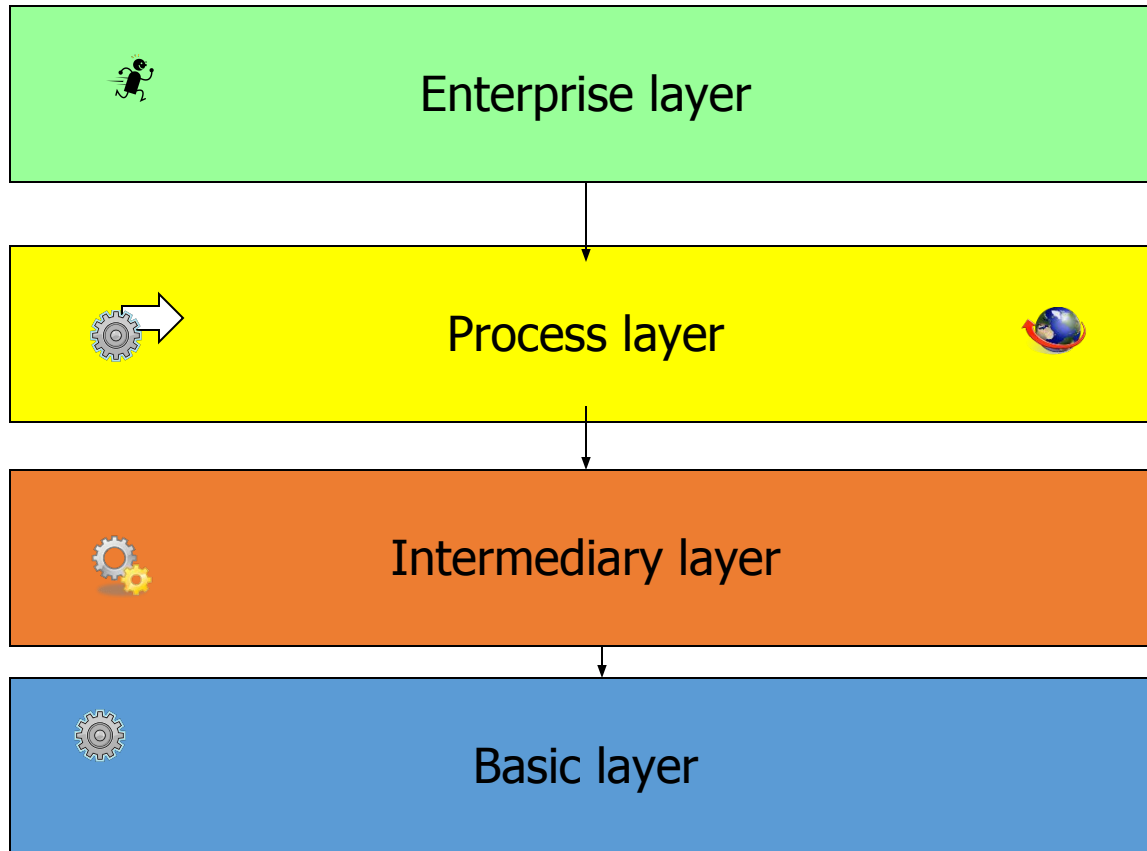 Enterprise layer
Process layer
Intermediary layer
Basic layer